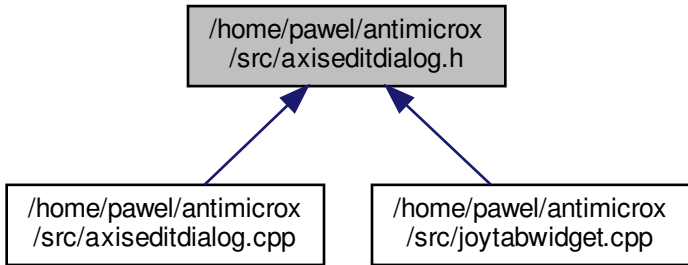 /home/pawel/antimicrox
/src/axiseditdialog.h
/home/pawel/antimicrox
/src/axiseditdialog.cpp
/home/pawel/antimicrox
/src/joytabwidget.cpp